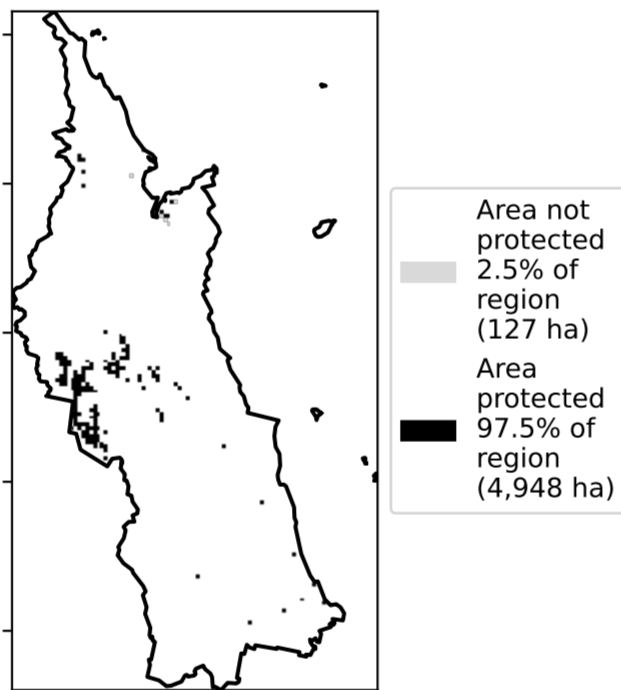 Area not
protected
2.5% of
region
(127 ha)
Area
protected
97.5% of
region
(4,948 ha)